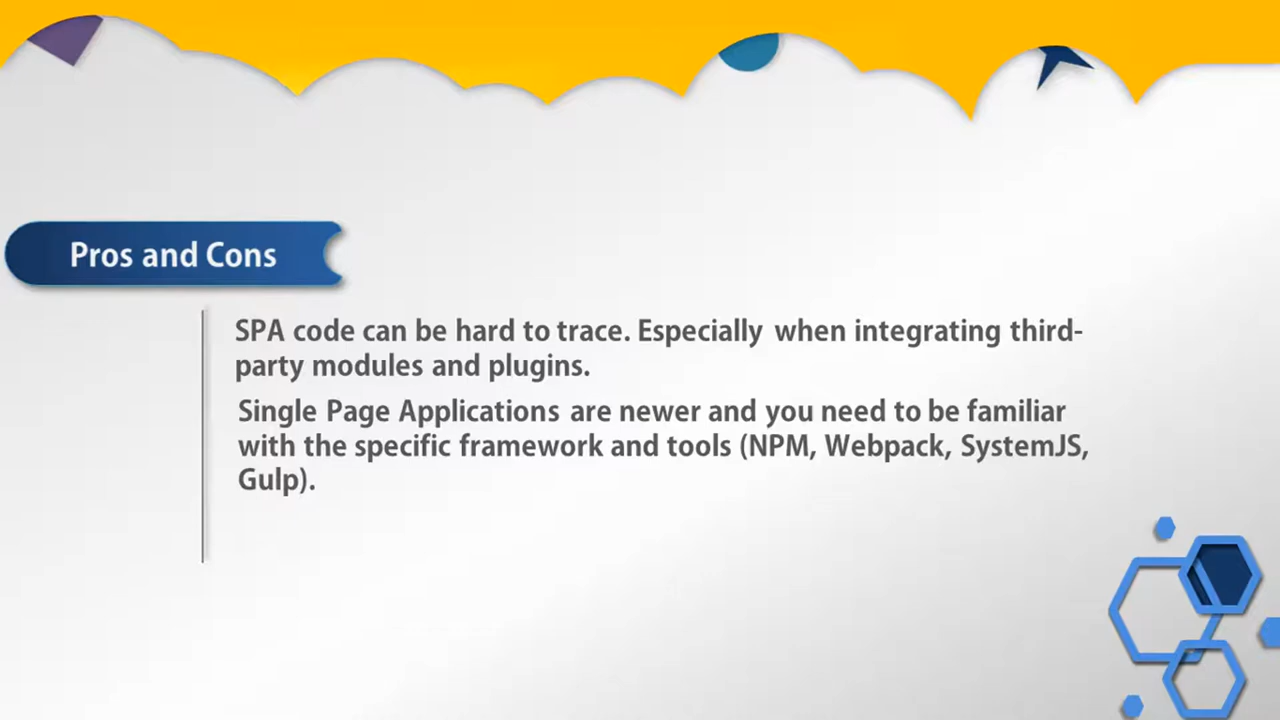 Pros and Cons
SPA code can be hard to trace. Especially when integrating third-
party modules and plugins.
Single Page Applications are newer and you need to be familiar
with the specific framework and tools (NPM, Webpack, SystemJS,
Gulp).